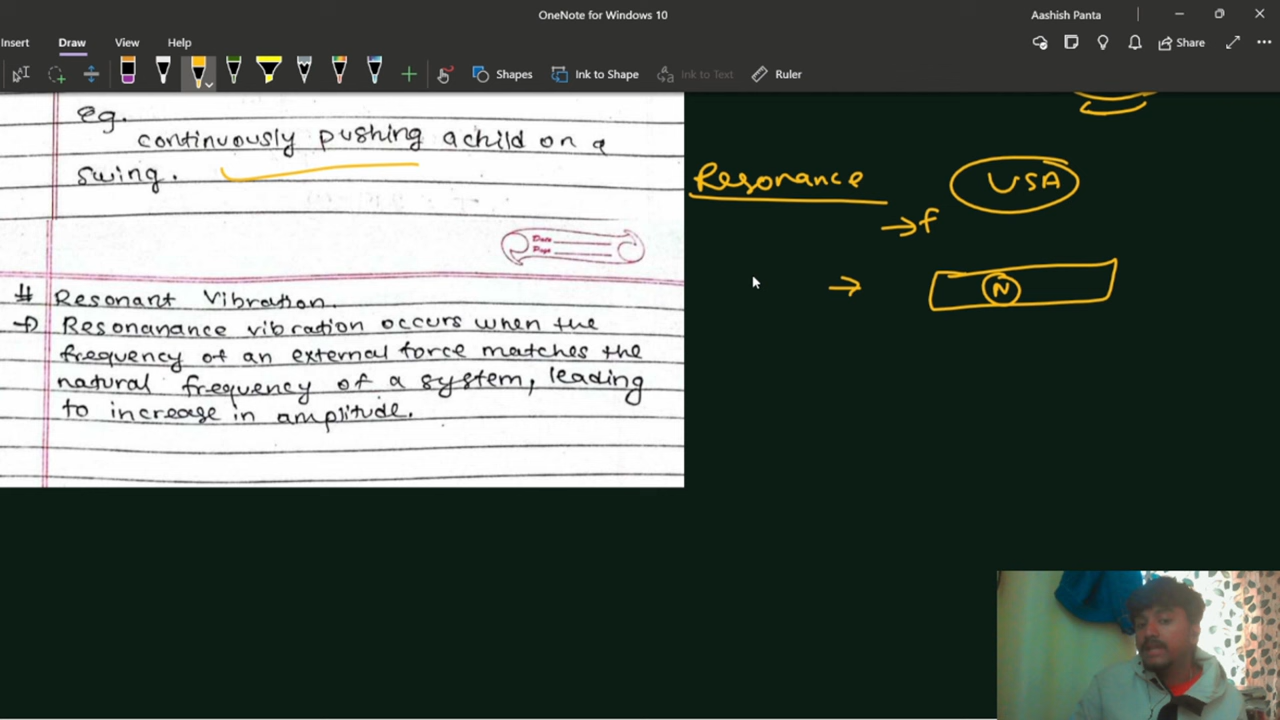 OneNote for Windows 10
Aashish Panta
Insert
Draw
View
Help
Share
Shapes
Ink to Shape
Ink to Text
Ruler
eg.
continuously pushing a child on a
swing.
Date
Page
# Resonant Vibration.
→ Resonanance vibration occurs when the
frequency of an external force matches the
natural frequency of a system, leading
to increase in amplitude.
Resonance
USA
→ f
→
N